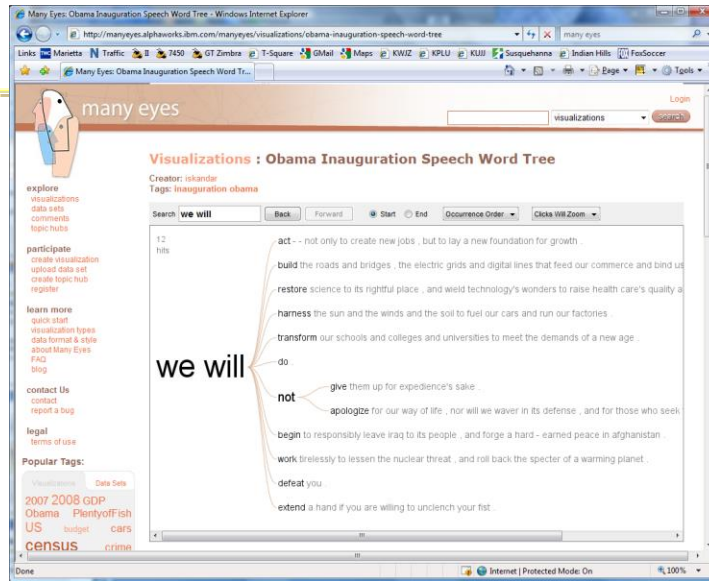 Many Eyes: Obama Inauguration Speech Word Tree - Windows Internet Explorer
http://manyeyes.alphaworks.ibm.com/manyeyes/visualizations/obama-inauguration-speech-word-tree
many eyes
Links Marietta Traffic II 7450 GT Zimbra T-Square GMail Maps KWJZ KPLU KUJJ Susquehanna Indian Hills FoxSoccer
Many Eyes: Obama Inauguration Speech Word Tr... Page Tools
many eyes
Login
visualizations search
Visualizations : Obama Inauguration Speech Word Tree
Creator: iskandar
Tags: inauguration obama
explore
visualizations
data sets
comments
topic hubs
participate
create visualization
upload data set
create topic hub
register
learn more
quick start
visualization types
data format & style
about Many Eyes
FAQ
blog
contact Us
contact
report a bug
legal
terms of use
Popular Tags:
Visualizations Data Sets
2007 2008 GDP
Obama PlentyofFish
US budget cars
census crime
Search we will Back Forward Start End Occurrence Order Clicks Will Zoom
12
hits
we will
act - - not only to create new jobs , but to lay a new foundation for growth .
build the roads and bridges , the electric grids and digital lines that feed our commerce and bind us
restore science to its rightful place , and wield technology's wonders to raise health care's quality a
harness the sun and the winds and the soil to fuel our cars and run our factories .
transform our schools and colleges and universities to meet the demands of a new age .
do .
not
give them up for expedience's sake .
apologize for our way of life , nor will we waver in its defense , and for those who seek
begin to responsibly leave iraq to its people , and forge a hard - earned peace in afghanistan .
work tirelessly to lessen the nuclear threat , and roll back the specter of a warming planet .
defeat you .
extend a hand if you are willing to unclench your fist .
Done Internet | Protected Mode: On 100%